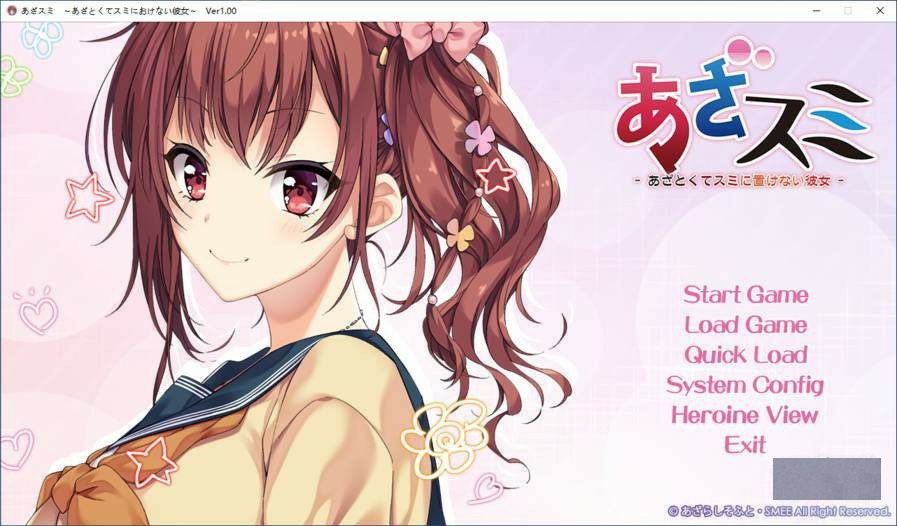 あざスミ　～あざとくてスミにおけない彼女～　Ver1.00
あざスミ
- あざとくてスミに置けない彼女 -
Start Game
Load Game
Quick Load
System Config
Heroine View
Exit
© あざらしそふと・SMEE All Right Reserved.